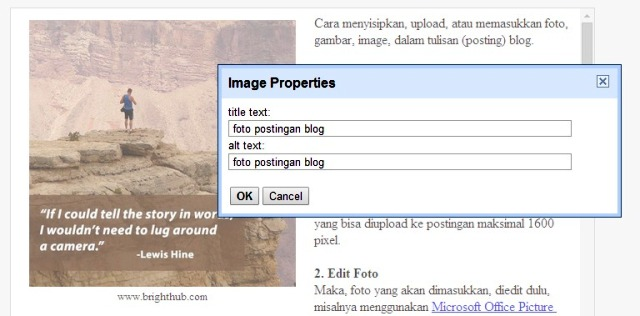 Cara menyisipkan, upload, atau memasukkan foto,
gambar, image, dalam tulisan (posting) blog.
Image Properties
title text:
foto postingan blog
alt text:
foto postingan blog
OK Cancel
"If I could tell the story in
I wouldn't need to lug around
a camera."
-Lewis Hine
www.brighthub.com
yang bisa diupload ke postingan maksimal 1600
pixel.
2. Edit Foto
Maka, foto yang akan dimasukkan, diedit dulu,
misalnya menggunakan Microsoft Office Picture